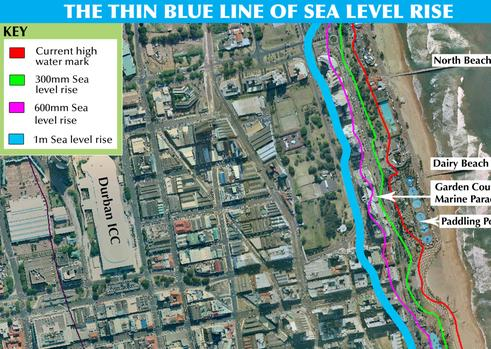 THE THIN BLUE LINE OF SEA LEVEL RISE
KEY
Current high
water mark
300mm Sea
level rise
600mm Sea
level rise
1m Sea level rise
North Beach
Dairy Beach
Garden Cou
Marine Parad
Paddling Po
Durban ICC